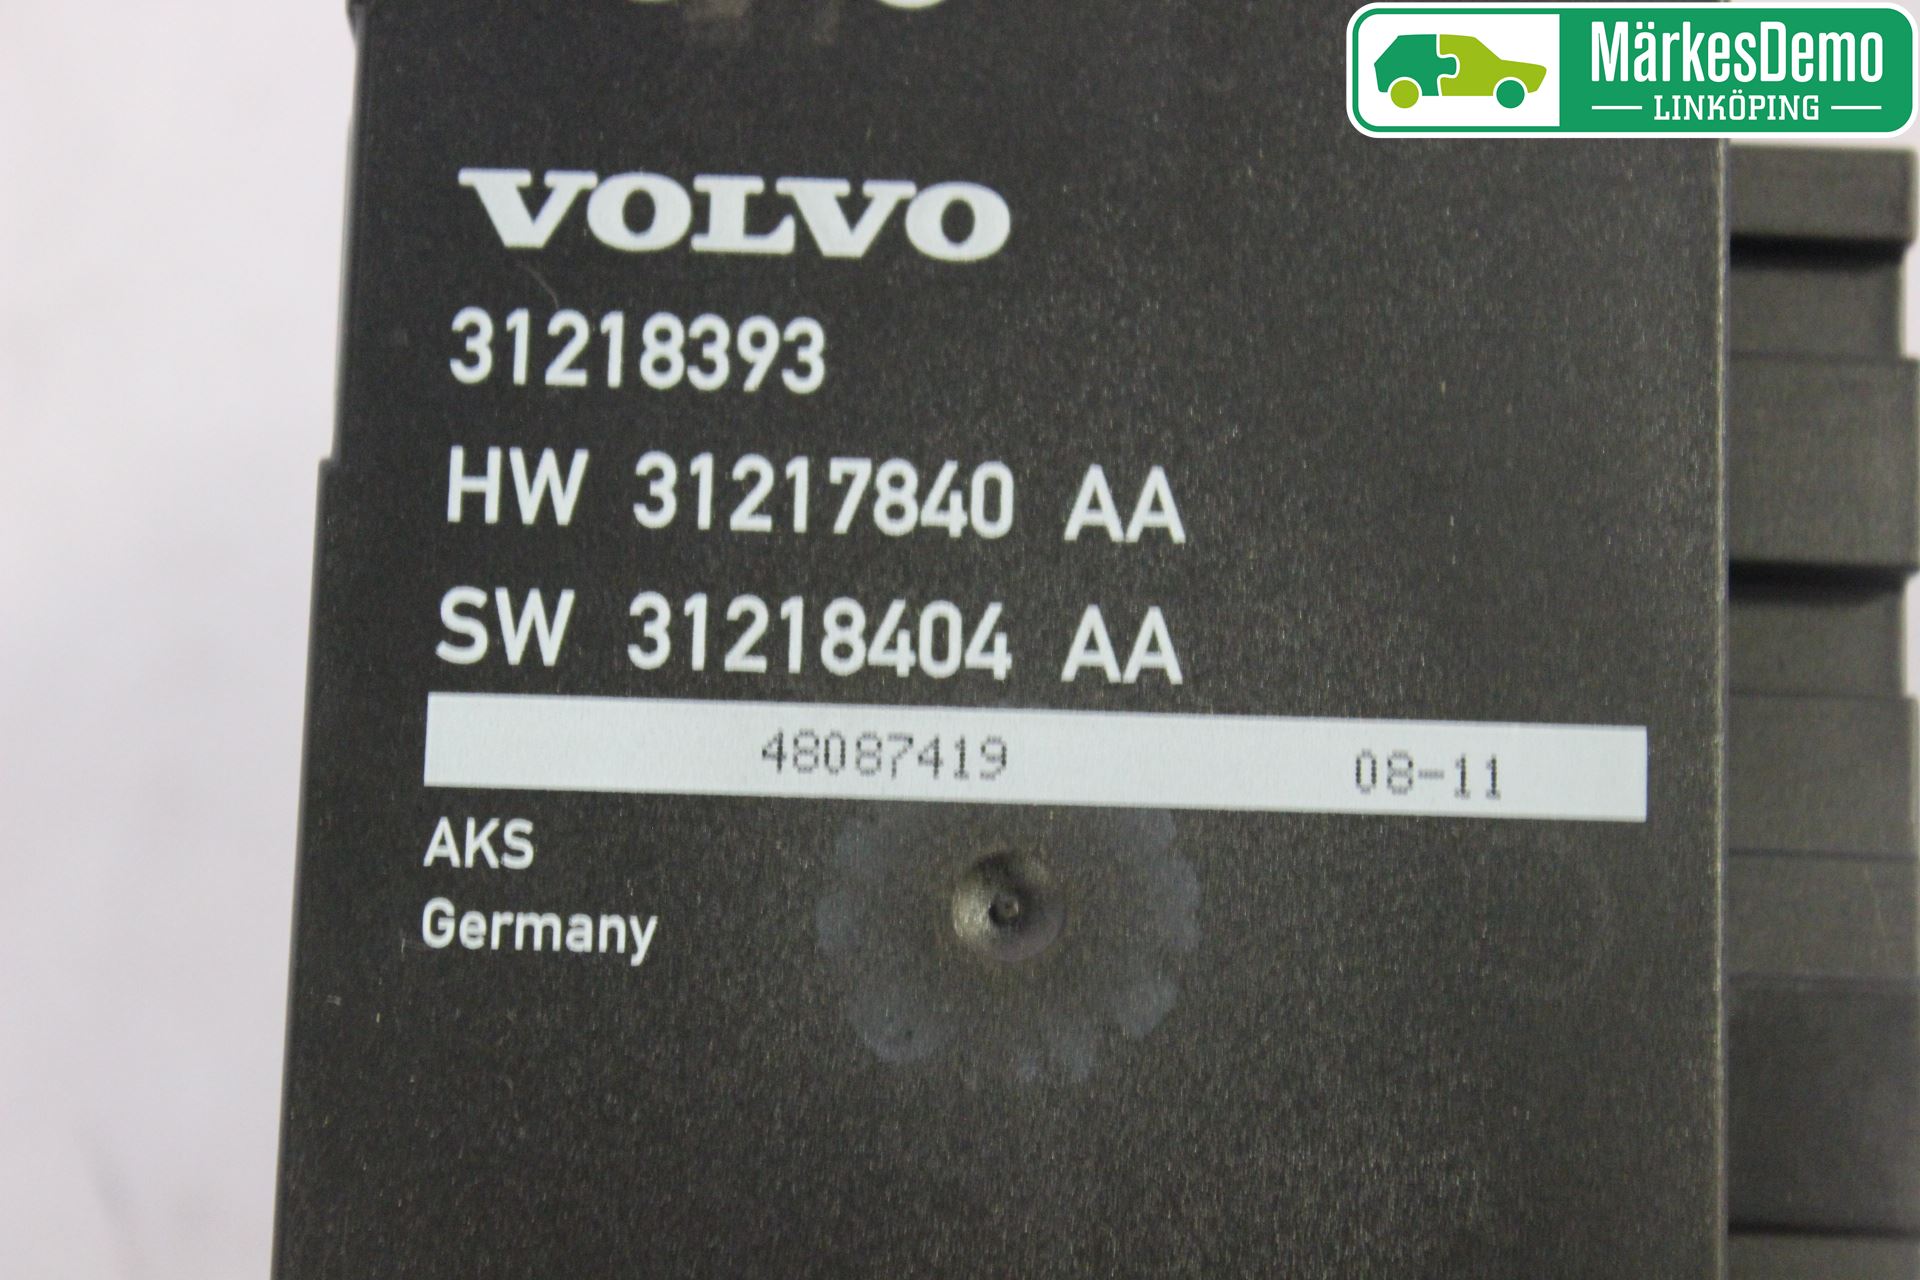 MärkesDemo
LINKÖPING
VOLVO
31218393
HW 31217840 AA
SW 31218404 AA
48087419 08-11
AKS
Germany